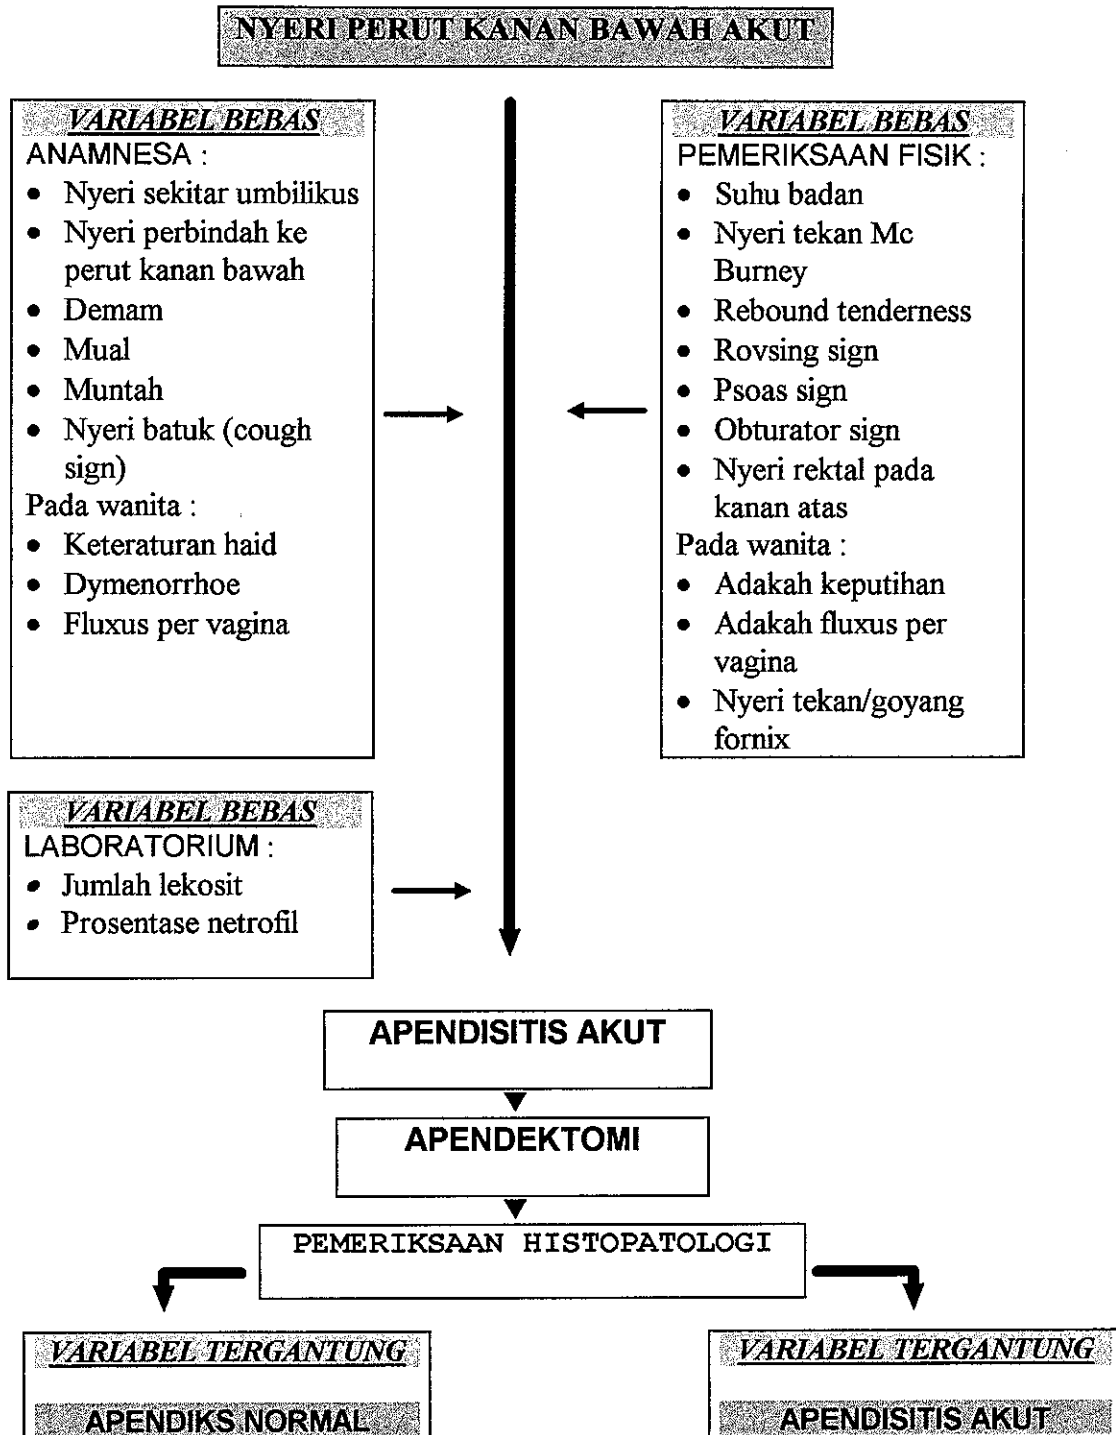 NYERI PERUT KANAN BAWAH AKUT
VARIABEL BEBAS
ANAMNESA :
• Nyeri sekitar umbilikus
• Nyeri perbindah ke
perut kanan bawah
• Demam
• Mual
• Muntah
• Nyeri batuk (cough
sign)
Pada wanita :
• Keteraturan haid
• Dymenorrhoe
• Fluxus per vagina
VARIABEL BEBAS
PEMERIKSAAN FISIK :
• Suhu badan
• Nyeri tekan Mc
Burney
• Rebound tenderness
• Rovsing sign
• Psoas sign
• Obturator sign
• Nyeri rektal pada
kanan atas
Pada wanita :
• Adakah keputihan
• Adakah fluxus per
vagina
• Nyeri tekan/goyang
fornix
VARIABEL BEBAS
LABORATORIUM :
• Jumlah lekosit
• Prosentase netrofil
APENDISITIS AKUT
APENDEKTOMI
PEMERIKSAAN HISTOPATOLOGI
VARIABEL TERGANTUNG
APENDIKS NORMAL
VARIABEL TERGANTUNG
APENDISITIS AKUT